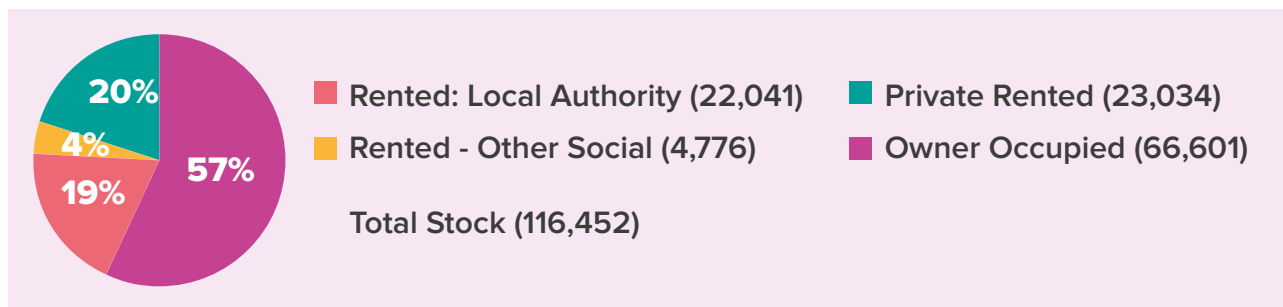 20%
4%
57%
19%
Rented: Local Authority (22,041)
Private Rented (23,034)
Rented - Other Social (4,776)
Owner Occupied (66,601)
Total Stock (116,452)